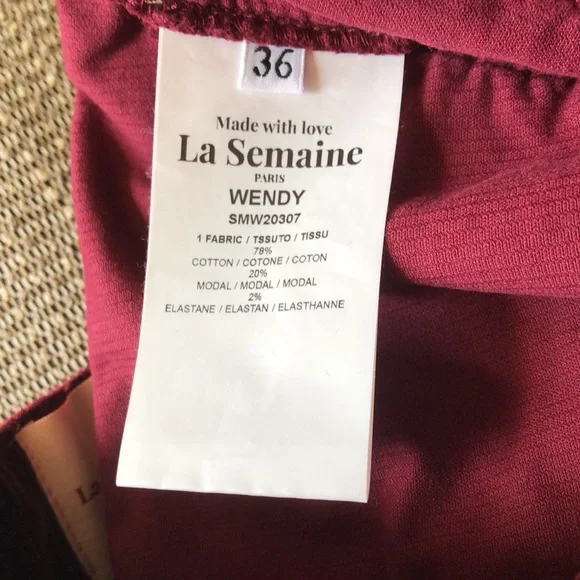 36
Made with love
La Semaine
PARIS
WENDY
SMW20307
1 FABRIC / TSSUTO / TISSU
78%
COTTON / COTONE / COTON
20%
MODAL / MODAL / MODAL
2%
ELASTANE / ELASTAN / ELASTHANNE
La